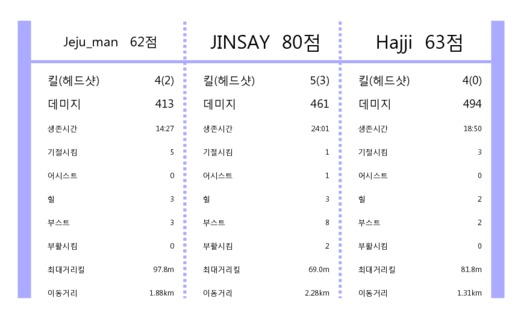 Jeju_man 62점 JINSAY 80점 Hajji 63점
킬(헤드샷) 4(2) 킬(헤드샷) 5(3) 킬(헤드샷) 4(0)
데미지 413 데미지 461 데미지 494
생존시간 14:27 생존시간 24:01 생존시간 18:50
기절시킴 5 기절시킴 1 기절시킴 3
어시스트 0 어시스트 1 어시스트 0
힐 3 힐 3 힐 2
부스트 3 부스트 8 부스트 2
부활시킴 0 부활시킴 2 부활시킴 0
최대거리킬 97.8m 최대거리킬 69.0m 최대거리킬 81.8m
이동거리 1.88km 이동거리 2.28km 이동거리 1.31km